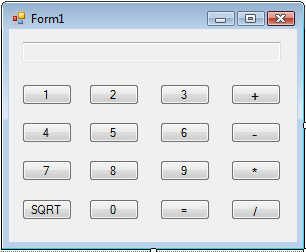 Form1
1 2 3 +
4 5 6 -
7 8 9 *
SQRT 0 = /